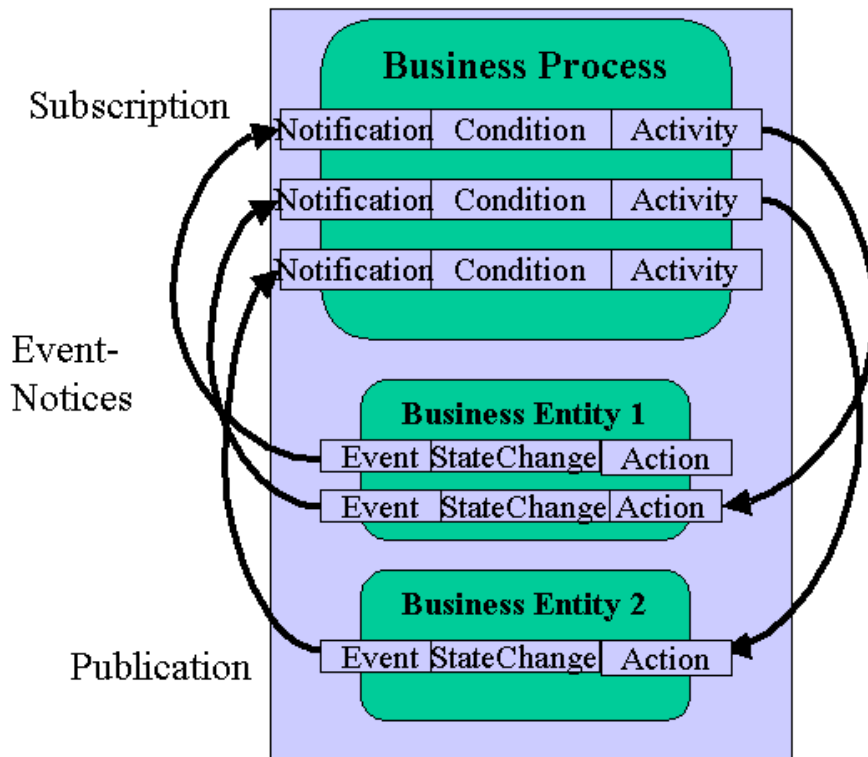 Business Process
Subscription
Notification Condition Activity
Notification Condition Activity
Notification Condition Activity
Event-
Notices
Business Entity 1
Event StateChange Action
Event StateChange Action
Business Entity 2
Event StateChange Action
Publication